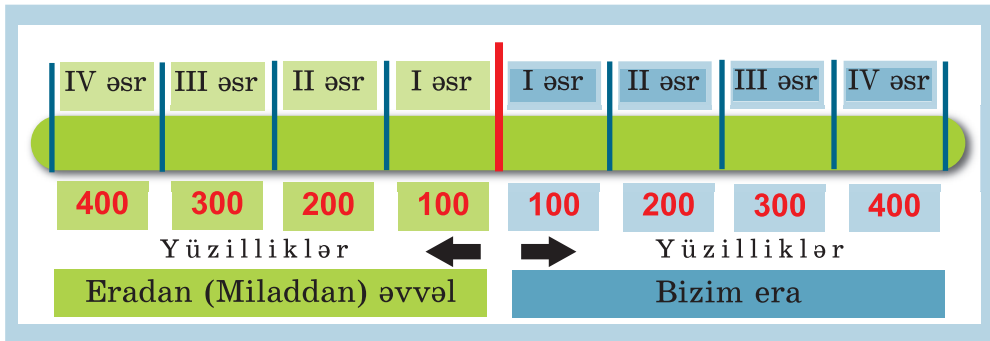 IV əsr III əsr II əsr I əsr I əsr II əsr III əsr IV əsr
400 300 200 100 100 200 300 400
Yüzilliklər Yüzilliklər
Eradan (Miladdan) əvvəl Bizim era